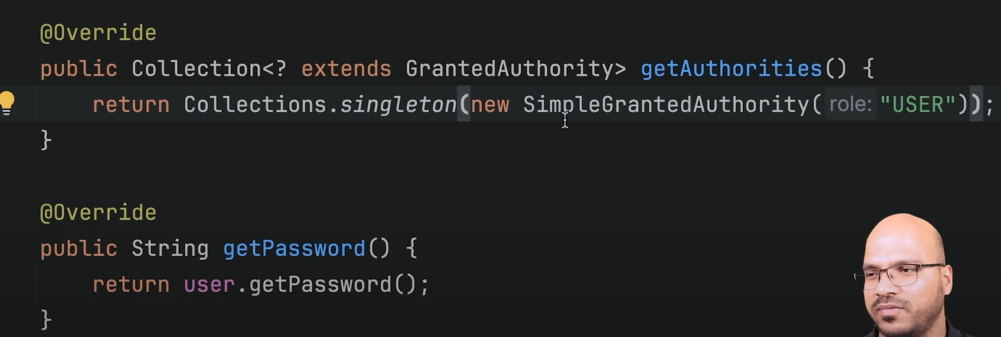 @Override
public Collection<? extends GrantedAuthority> getAuthorities() {
return Collections.singleton(new SimpleGrantedAuthority( role: "USER"));
}
@Override
public String getPassword() {
return user.getPassword();
}